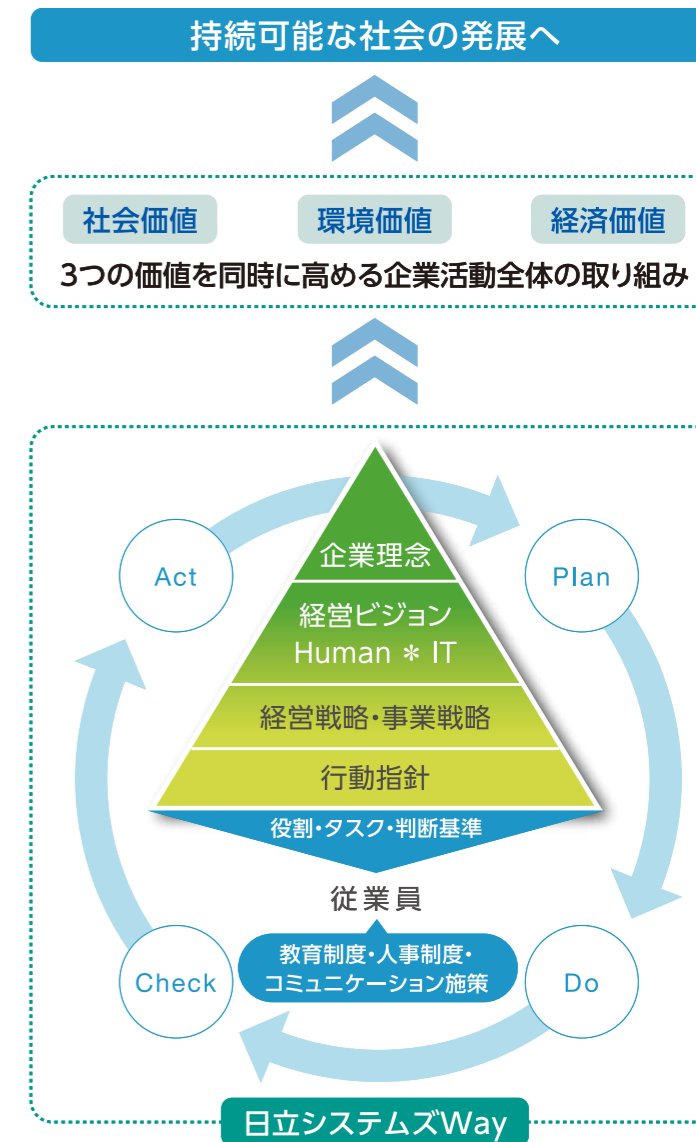 持続可能な社会の発展へ
社会価値 環境価値 経済価値
3つの価値を同時に高める企業活動全体の取り組み
企業理念
Act
Plan
経営ビジョン
Human * IT
経営戦略・事業戦略
行動指針
役割・タスク・判断基準
従業員
教育制度・人事制度・
コミュニケーション施策
Check
Do
日立システムズWay